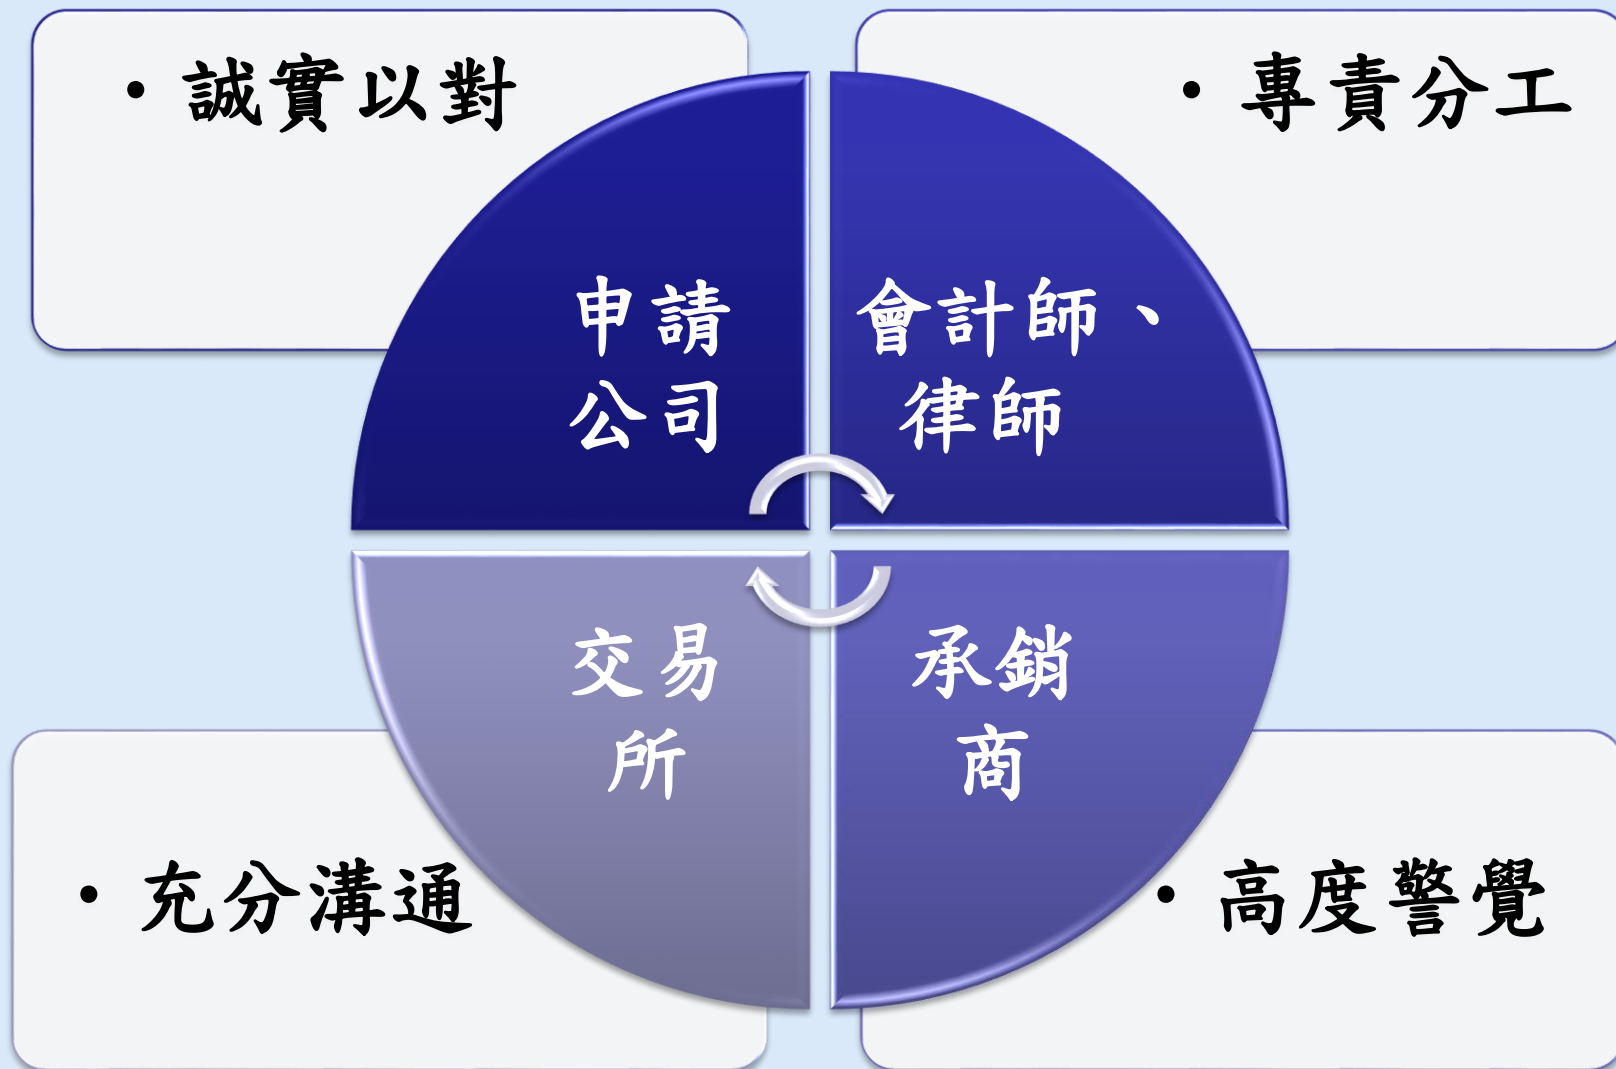 • 誠實以對
• 專責分工
申請
公司
會計師、
律師
交易
所
承銷
商
• 充分溝通
• 高度警覺